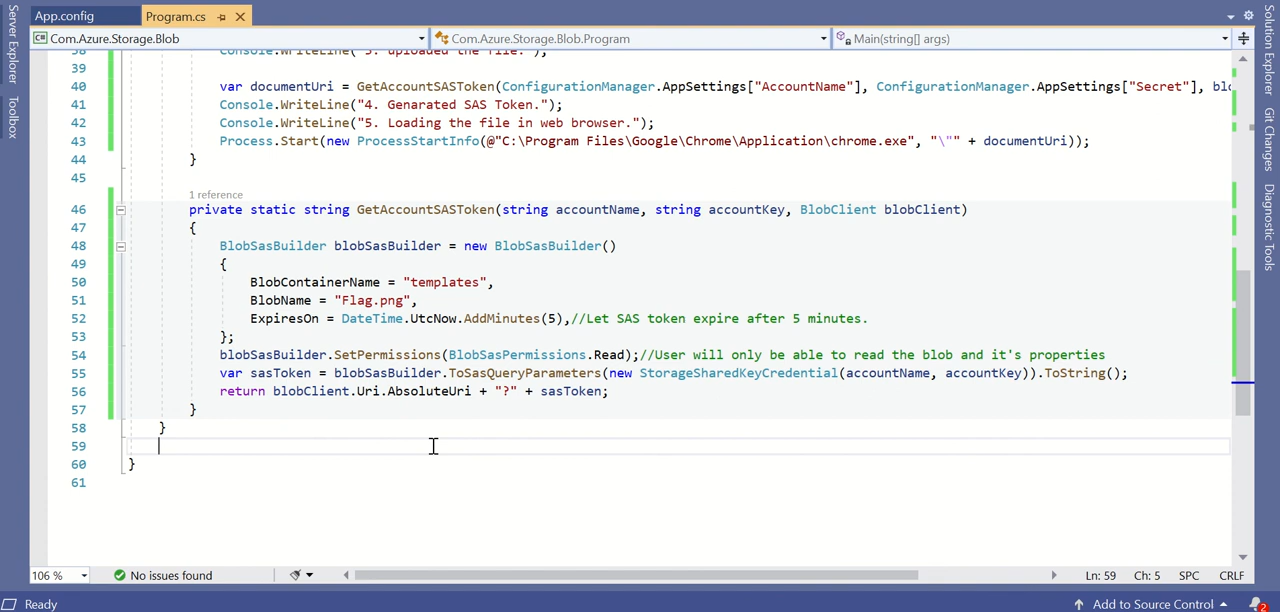 App.config
Program.cs
Com.Azure.Storage.Blob
Com.Azure.Storage.Blob.Program
Main(string[] args)
Server Explorer
Toolbox
Solution Explorer
Git Changes
Diagnostic Tools
38 Console.WriteLine("3. Uploaded the file.");
39
40 var documentUri = GetAccountSASToken(ConfigurationManager.AppSettings["AccountName"], ConfigurationManager.AppSettings["Secret"],
41 Console.WriteLine("4. Genarated SAS Token.");
42 Console.WriteLine("5. Loading the file in web browser.");
43 Process.Start(new ProcessStartInfo(@"C:\Program Files\Google\Chrome\Application\chrome.exe", "\"" + documentUri));
44 }
45
1 reference
46 private static string GetAccountSASToken(string accountName, string accountKey, BlobClient blobClient)
47 {
48 BlobSasBuilder blobSasBuilder = new BlobSasBuilder()
49 {
50 BlobContainerName = "templates",
51 BlobName = "Flag.png",
52 ExpiresOn = DateTime.UtcNow.AddMinutes(5),//Let SAS token expire after 5 minutes.
53 };
54 blobSasBuilder.SetPermissions(BlobSasPermissions.Read);//User will only be able to read the blob and it's properties
55 var sasToken = blobSasBuilder.ToSasQueryParameters(new StorageSharedKeyCredential(accountName, accountKey)).ToString();
56 return blobClient.Uri.AbsoluteUri + "?" + sasToken;
57 }
58 }
59
60 }
61
106 %
No issues found
Ln: 59 Ch: 5 SPC CRLF
Ready
Add to Source Control
2